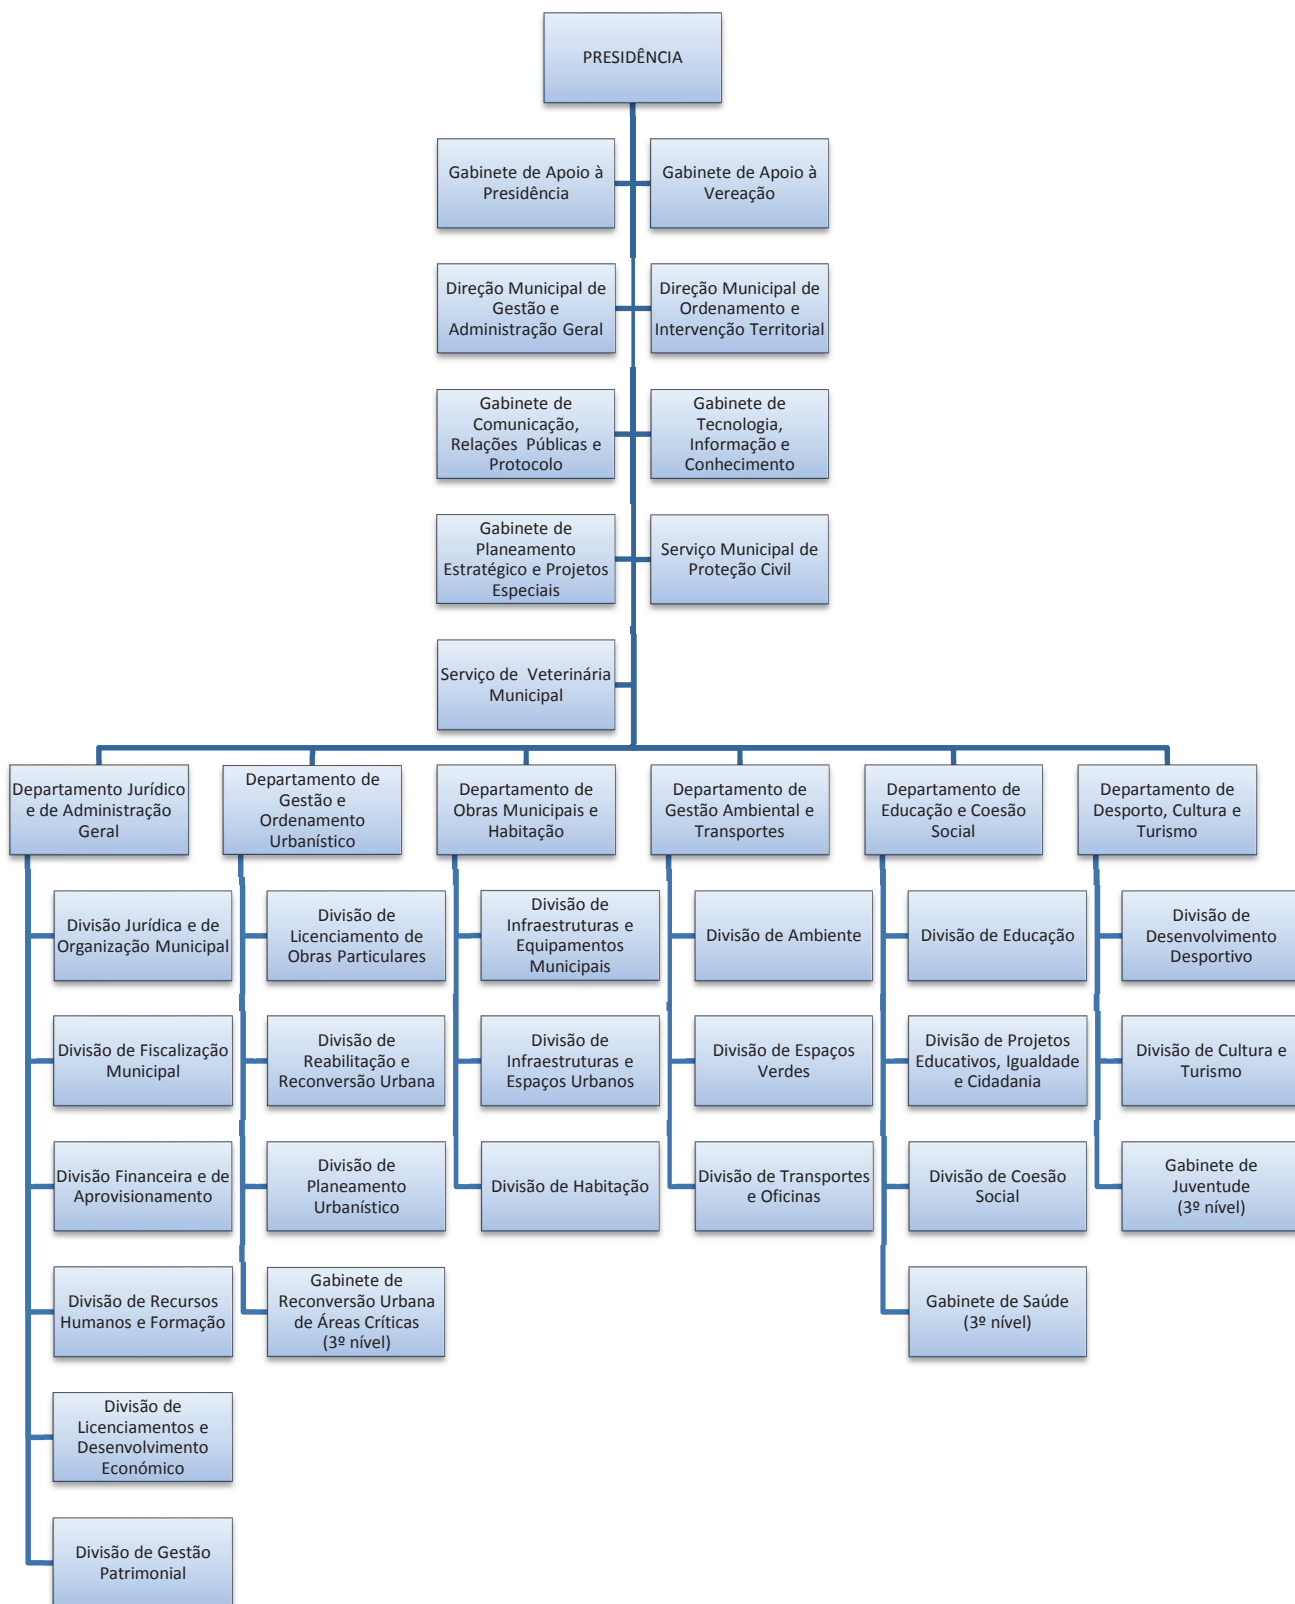 PRESIDÊNCIA
Gabinete de Apoio à
Presidência
Gabinete de Apoio à
Vereação
Direção Municipal de
Gestão e
Administração Geral
Direção Municipal de
Ordenamento e
Intervenção Territorial
Gabinete de
Comunicação,
Relações Públicas e
Protocolo
Gabinete de
Tecnologia,
Informação e
Conhecimento
Gabinete de
Planeamento
Estratégico e Projetos
Especiais
Serviço Municipal de
Proteção Civil
Serviço de Veterinária
Municipal
Departamento Jurídico
e de Administração
Geral
Departamento de
Gestão e
Ordenamento
Urbanístico
Departamento de
Obras Municipais e
Habitação
Departamento de
Gestão Ambiental e
Transportes
Departamento de
Educação e Coesão
Social
Departamento de
Desporto, Cultura e
Turismo
Divisão Jurídica e de
Organização Municipal
Divisão de
Licenciamento de
Obras Particulares
Divisão de
Infraestruturas e
Equipamentos
Municipais
Divisão de Ambiente
Divisão de Educação
Divisão de
Desenvolvimento
Desportivo
Divisão de Fiscalização
Municipal
Divisão de
Reabilitação e
Reconversão Urbana
Divisão de
Infraestruturas e
Espaços Urbanos
Divisão de Espaços
Verdes
Divisão de Projetos
Educativos, Igualdade
e Cidadania
Divisão de Cultura e
Turismo
Divisão Financeira e de
Aprovisionamento
Divisão de
Planeamento
Urbanístico
Divisão de Habitação
Divisão de Transportes
e Oficinas
Divisão de Coesão
Social
Gabinete de
Juventude
(3º nível)
Divisão de Recursos
Humanos e Formação
Gabinete de
Reconversão Urbana
de Áreas Críticas
(3º nível)
Gabinete de Saúde
(3º nível)
Divisão de
Licenciamentos e
Desenvolvimento
Económico
Divisão de Gestão
Patrimonial